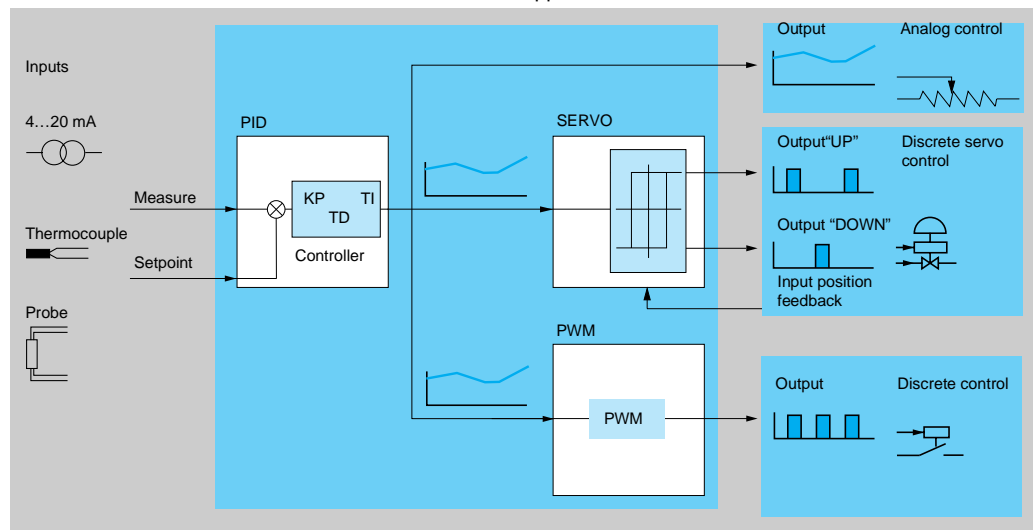 Inputs
4…20 mA
Measure
Thermocouple
Setpoint
Probe
PID
KP TI
TD
Controller
SERVO
PWM
PWM
Output
Analog control
Output“UP”
Discrete servo
control
Output “DOWN”
Input position
feedback
Output
Discrete control